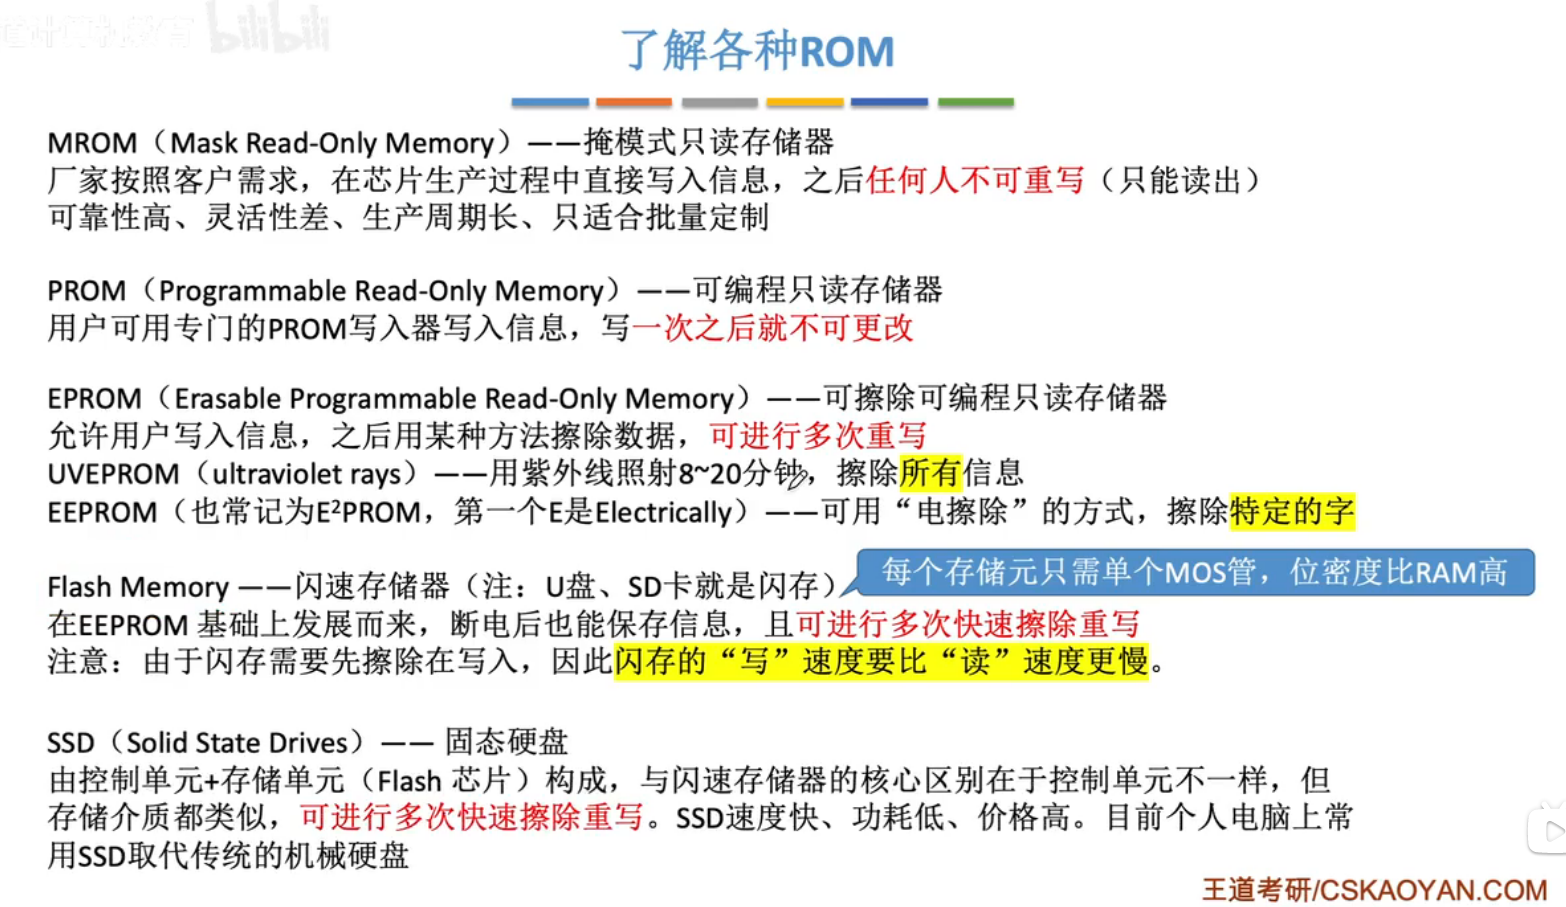 bilibili
了解各种ROM
MROM（Mask Read-Only Memory）——掩模式只读存储器
厂家按照客户需求，在芯片生产过程中直接写入信息，之后任何人不可重写（只能读出）
可靠性高、灵活性差、生产周期长、只适合批量定制
PROM（Programmable Read-Only Memory）——可编程只读存储器
用户可用专门的PROM写入器写入信息，写一次之后就不可更改
EPROM（Erasable Programmable Read-Only Memory）——可擦除可编程只读存储器
允许用户写入信息，之后用某种方法擦除数据，可进行多次重写
UVEPROM（ultraviolet rays）——用紫外线照射8~20分钟，擦除所有信息
EEPROM（也常记为E²PROM，第一个E是Electrically）——可用“电擦除”的方式，擦除特定的字
每个存储元只需单个MOS管，位密度比RAM高
Flash Memory ——闪速存储器（注：U盘、SD卡就是闪存）
在EEPROM 基础上发展而来，断电后也能保存信息，且可进行多次快速擦除重写
注意：由于闪存需要先擦除在写入，因此闪存的“写”速度要比“读”速度更慢。
SSD（Solid State Drives）—— 固态硬盘
由控制单元+存储单元（Flash 芯片）构成，与闪速存储器的核心区别在于控制单元不一样，但
存储介质都类似，可进行多次快速擦除重写。SSD速度快、功耗低、价格高。目前个人电脑上常
用SSD取代传统的机械硬盘
王道考研/CSKAOYAN.COM